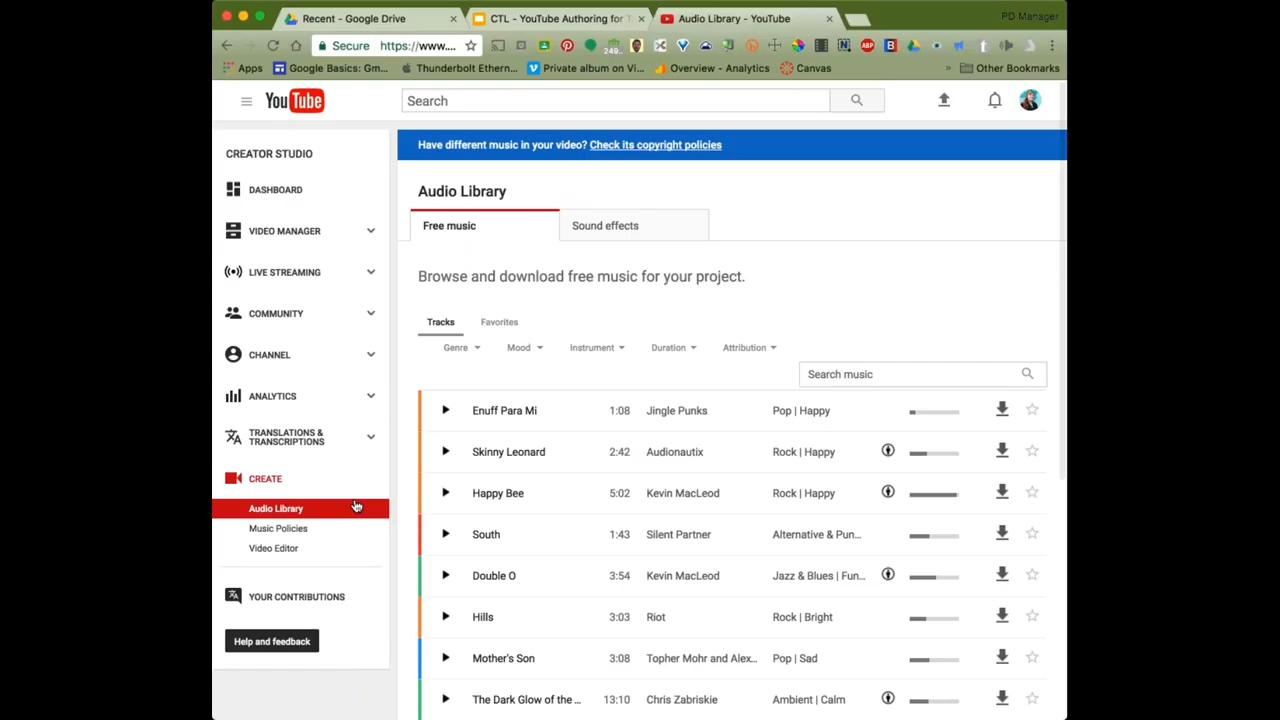 Recent - Google Drive
CTL - YouTube Authoring for T
Audio Library - YouTube
PD Manager
Secure
https://www....
249..
ABP
B
t
Apps
Google Basics: Gm...
Thunderbolt Ethern...
Private album on Vi...
Overview - Analytics
Canvas
»
Other Bookmarks
YouTube
Search
CREATOR STUDIO
DASHBOARD
VIDEO MANAGER
LIVE STREAMING
COMMUNITY
CHANNEL
ANALYTICS
TRANSLATIONS &
TRANSCRIPTIONS
CREATE
Audio Library
Music Policies
Video Editor
YOUR CONTRIBUTIONS
Help and feedback
Have different music in your video? Check its copyright policies
Audio Library
Free music
Sound effects
Browse and download free music for your project.
Tracks
Favorites
Genre
Mood
Instrument
Duration
Attribution
Search music
Enuff Para Mi 1:08 Jingle Punks Pop | Happy
Skinny Leonard 2:42 Audionautix Rock | Happy
Happy Bee 5:02 Kevin MacLeod Rock | Happy
South 1:43 Silent Partner Alternative & Pun...
Double O 3:54 Kevin MacLeod Jazz & Blues | Fun...
Hills 3:03 Riot Rock | Bright
Mother's Son 3:08 Topher Mohr and Alex... Pop | Sad
The Dark Glow of the ... 13:10 Chris Zabriskie Ambient | Calm